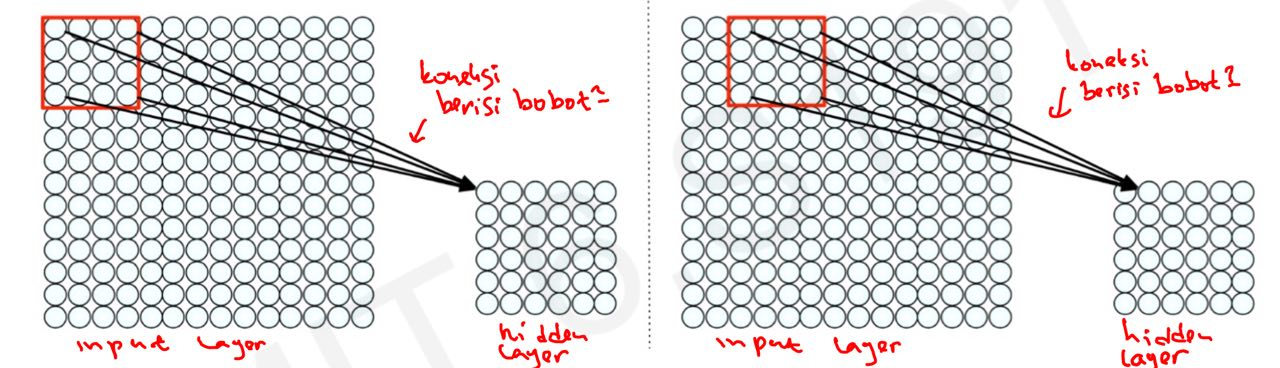 koneksi
berisi bobot²
input layer
hidden
layer
koneksi
berisi bobot2
input layer
hidden
layer